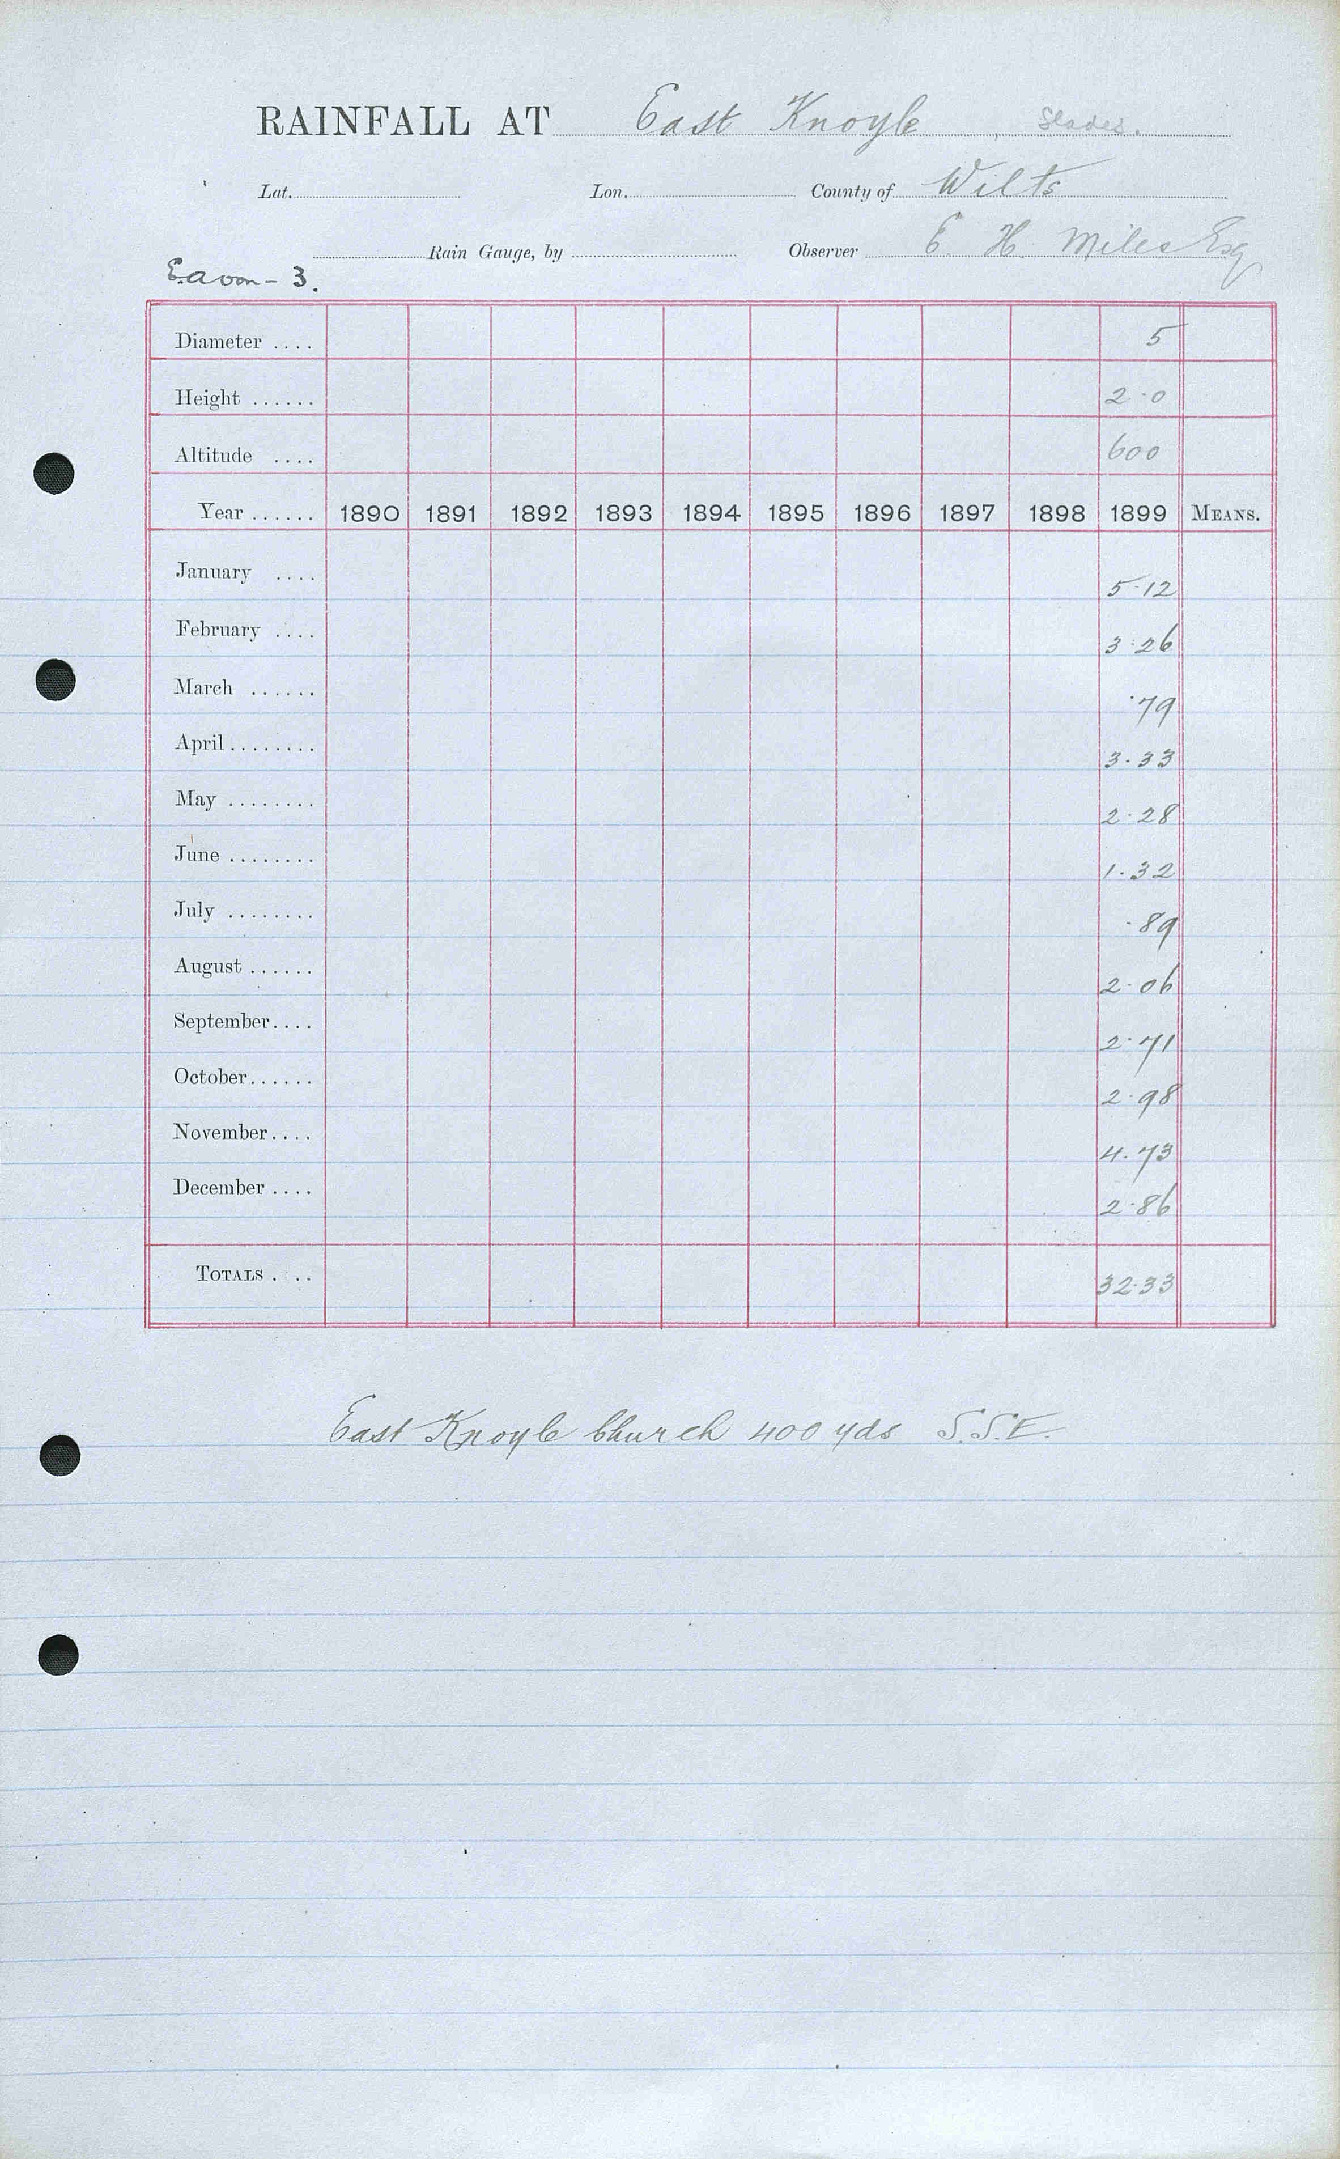 RAINFALL AT East Knoyle, Slades.
Lat. Lon. County of Wilts
Rain Gauge, by Observer E H Miles Esq
E. avon - 3.
Diameter .... 5
Height ...... 2·0
Altitude .... 600
Year ...... 1890 1891 1892 1893 1894 1895 1896 1897 1898 1899 MEANS.
January .... 5·12
February .... 3·26
March ...... ·79
April ........ 3·33
May ........ 2·28
June ........ 1·32
July ........ ·89
August ...... 2·06
September .... 2·71
October ...... 2·98
November .... 4·73
December .... 2·86
TOTALS .... 32·33
East Knoyle Church 400 yds S.S.E.